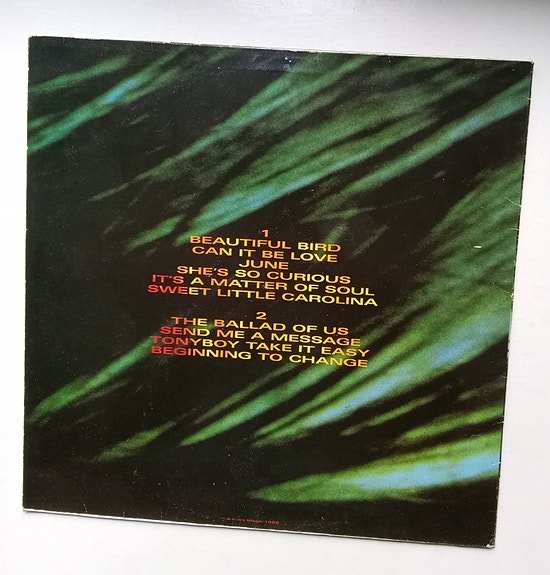 1
BEAUTIFUL BIRD
CAN IT BE LOVE
JUNE
SHE'S SO CURIOUS
IT'S A MATTER OF SOUL
SWEET LITTLE CAROLINA
2
THE BALLAD OF US
SEND ME A MESSAGE
TONYBOY TAKE IT EASY
BEGINNING TO CHANGE